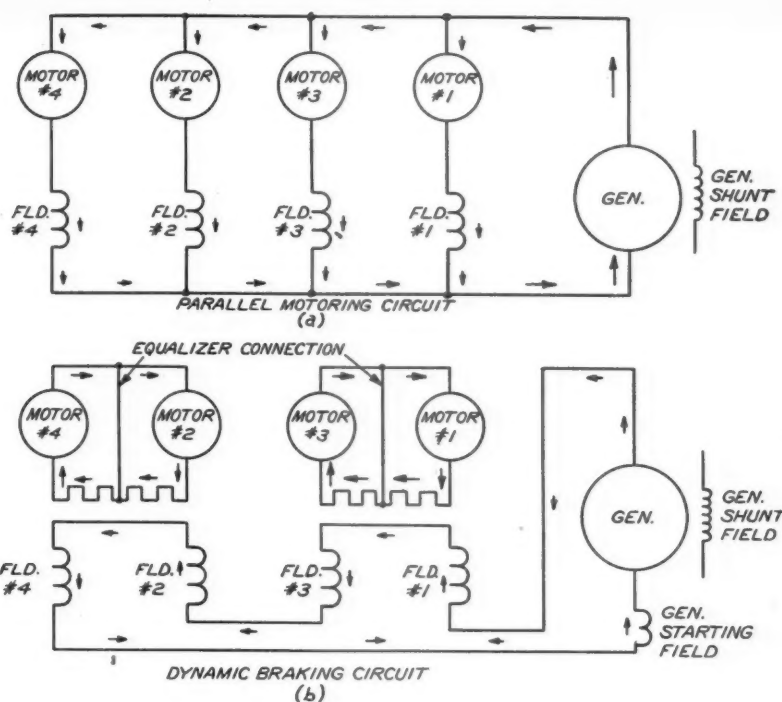 MOTOR
#4
MOTOR
#2
MOTOR
#3
MOTOR
#1
GEN.
GEN.
SHUNT
FIELD
FLD.
#4
FLD.
#2
FLD.
#3
FLD.
#1
PARALLEL MOTORING CIRCUIT
(a)
EQUALIZER CONNECTION
MOTOR
#4
MOTOR
#2
MOTOR
#3
MOTOR
#1
GEN.
GEN.
SHUNT
FIELD
FLD.
#4
FLD.
#2
FLD.
#3
FLD.
#1
GEN.
STARTING
FIELD
DYNAMIC BRAKING CIRCUIT
(b)